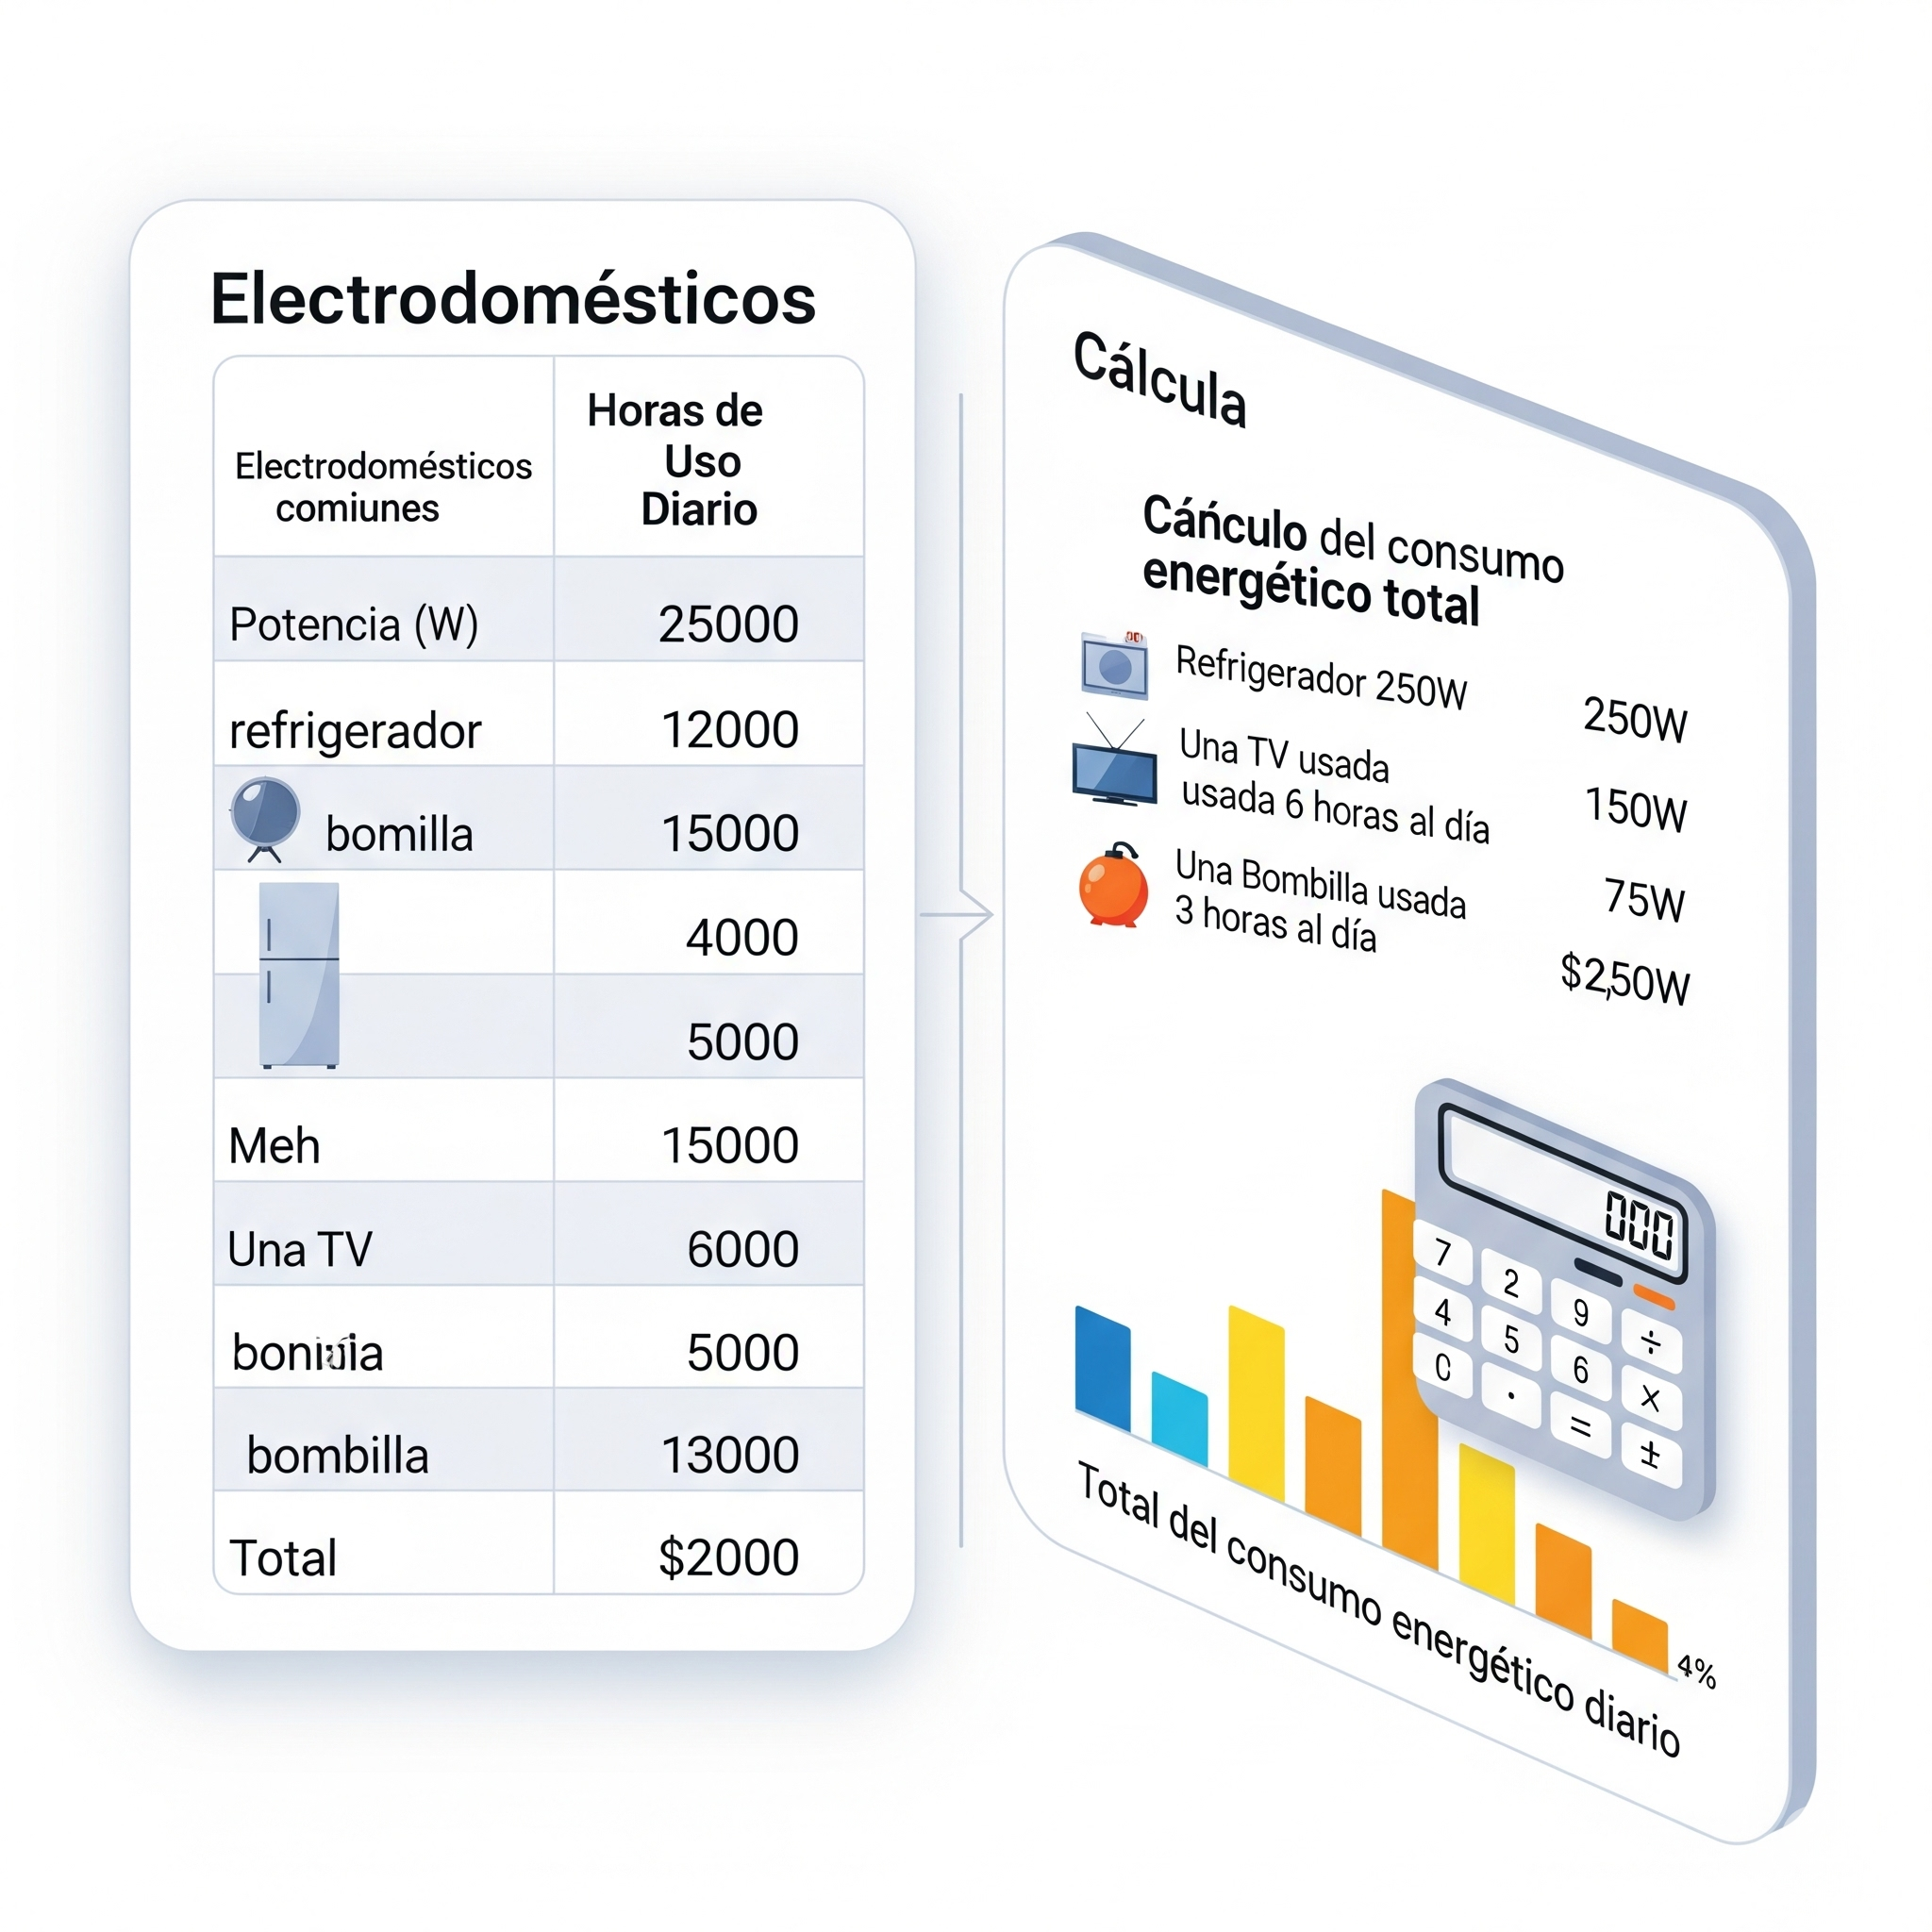 Electrodomésticos
Electrodomésticos
comiunes
Horas de
Uso
Diario
Potencia (W) 25000
refrigerador 12000
bomilla 15000
4000
5000
Meh 15000
Una TV 6000
5000
bombilla 13000
Total $2000
Cálcula
Cáńculo del consumo
energético total
Refrigerador 250W 250W
Una TV usada
usada 6 horas al día 150W
Una Bombilla usada 75W
3 horas al día
$2,50W
000
7 2 9 ÷
4 5 6 ×
0 . = ±
4%
Total del consumo energético diario